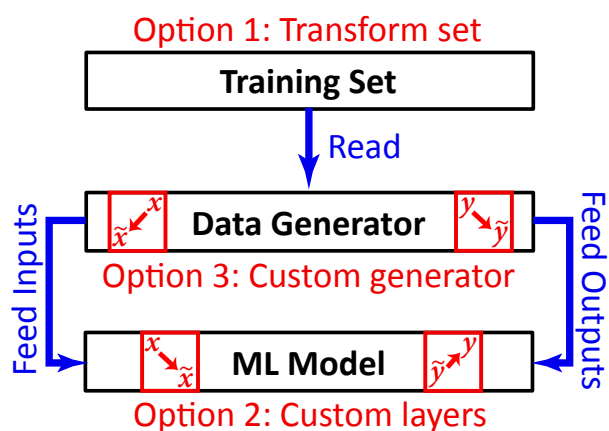 Option 1: Transform set
Training Set
Read
x x̃ Data Generator y ỹ
Option 3: Custom generator
Feed Inputs
Feed Outputs
x x̃ ML Model ỹ y
Option 2: Custom layers